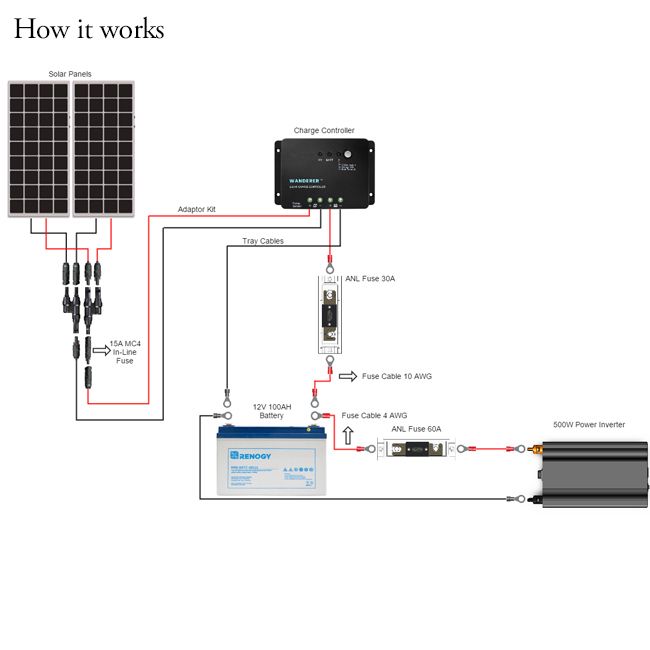 How it works
Solar Panels
Charge Controller
WANDERER™
Adaptor Kit
Tray Cables
ANL Fuse 30A
15A MC4
In-Line
Fuse
Fuse Cable 10 AWG
12V 100AH
Battery
Fuse Cable 4 AWG
ANL Fuse 60A
500W Power Inverter
RENOGY